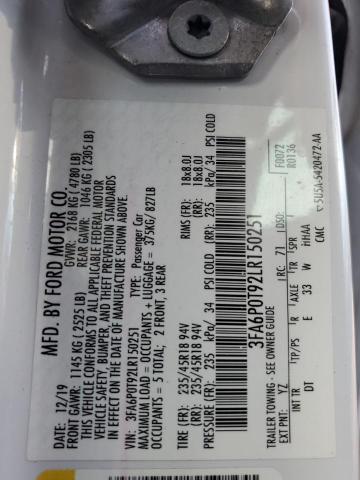 MFD. BY FORD MOTOR CO.
12/19 GVWR: 2168 KG ( 4780 LB)
FRONT GAWR: 1145 KG ( 2525 LB) REAR GAWR: 1046 KG ( 2305 LB)
THIS VEHICLE CONFORMS TO ALL APPLICABLE FEDERAL MOTOR
VEHICLE SAFETY, BUMPER, AND THEFT PREVENTION STANDARDS
IN EFFECT ON THE DATE OF MANUFACTURE SHOWN ABOVE.
VIN: 3FA6P0T92LR150251 TYPE: Passenger Car
MAXIMUM LOAD = OCCUPANTS + LUGGAGE = 375KG/ 827LB
OCCUPANTS = 5 TOTAL; 2 FRONT, 3 REAR
TIRE (FR): 235/45R18 94V RIMS (FR): 18x8.0J
TIRE (RR): 235/45R18 94V RIMS (RR): 18x8.0J
PRESSURE (FR): 235 kPa/ 34 PSI COLD
(RR): 235 kPa/ 34 PSI COLD
3FA6P0T92LR150251
TRAILER TOWING - SEE OWNER GUIDE
F0072
R0136
EXT PNT: YZ RC: 71 DSO:
INT TR TP/PS R AXLE TR SPR
DT E 33 W HHAA
CMC 5U5A-5420472-AA